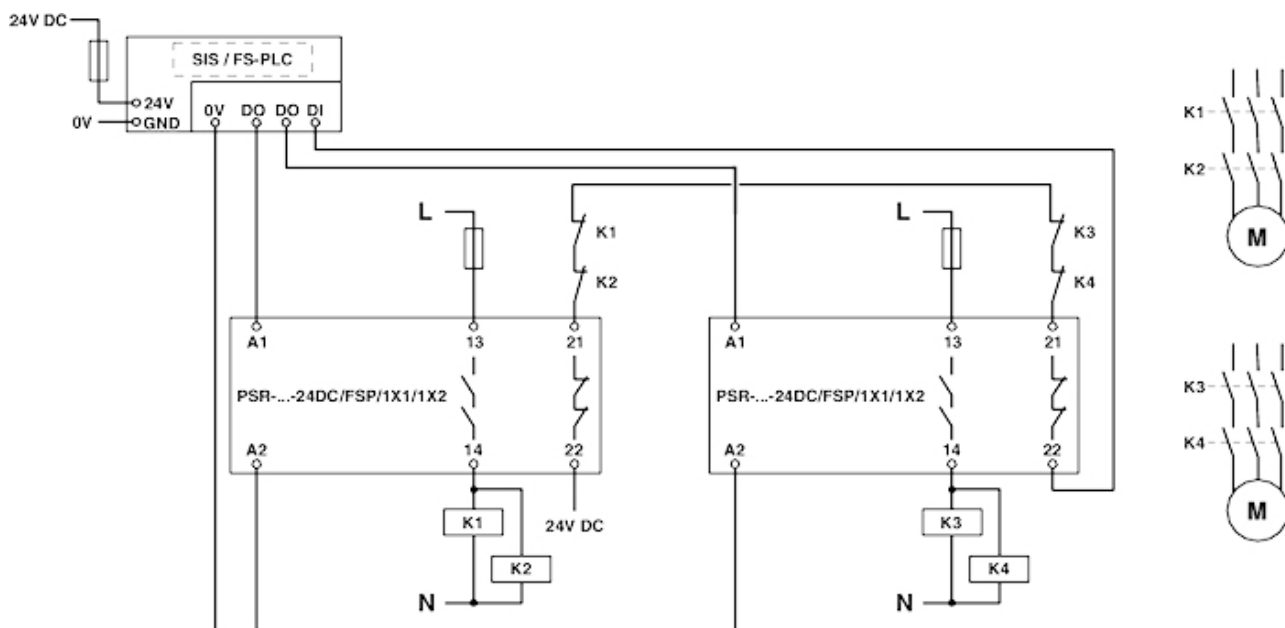 24V DC
SIS / FS-PLC
24V
0V
GND
0V DO DO DI
K1
K2
M
L
K1
K2
L
K3
K4
A1 13 21
PSR-...-24DC/FSP/1X1/1X2
A2 14 22
A1 13 21
PSR-...-24DC/FSP/1X1/1X2
A2 14 22
K1
K2
24V DC
N
K3
K4
N
K3
K4
M